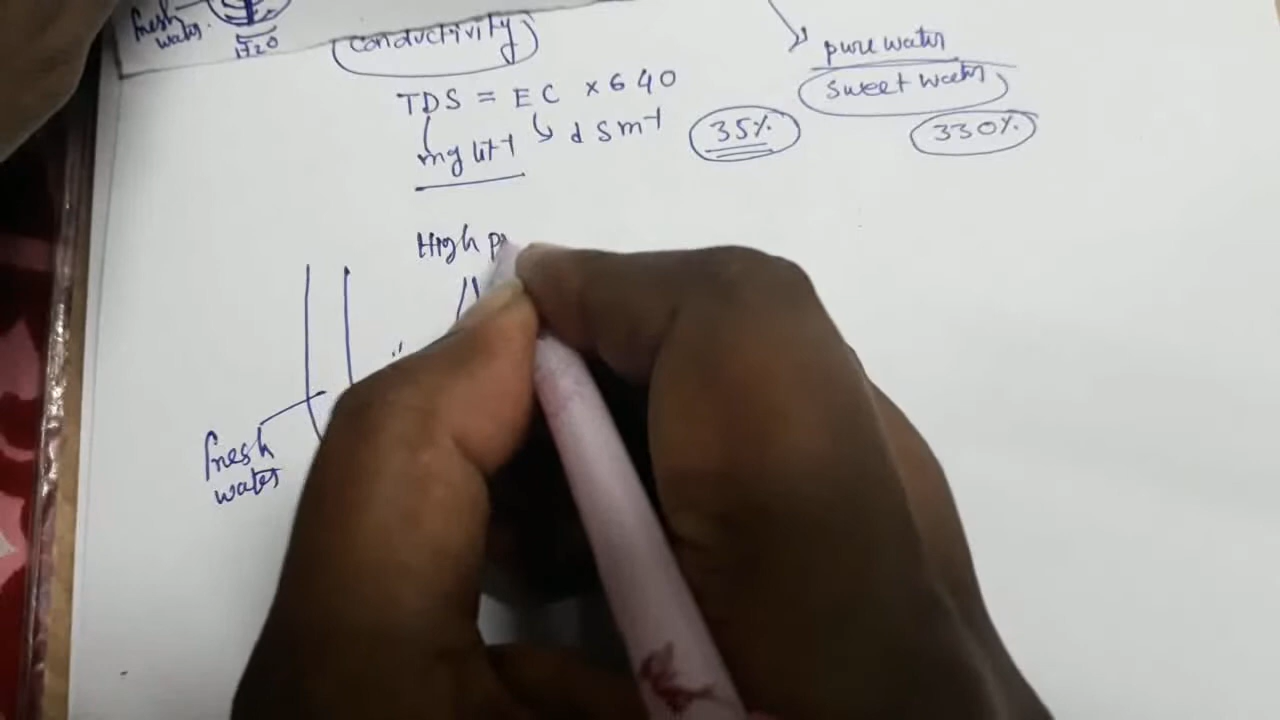 fresh
water.
H2O
conductivity
pure water
sweet water
330%
TDS = EC × 640
mg lit-1
dSm-1
35%
High p
fresh
water